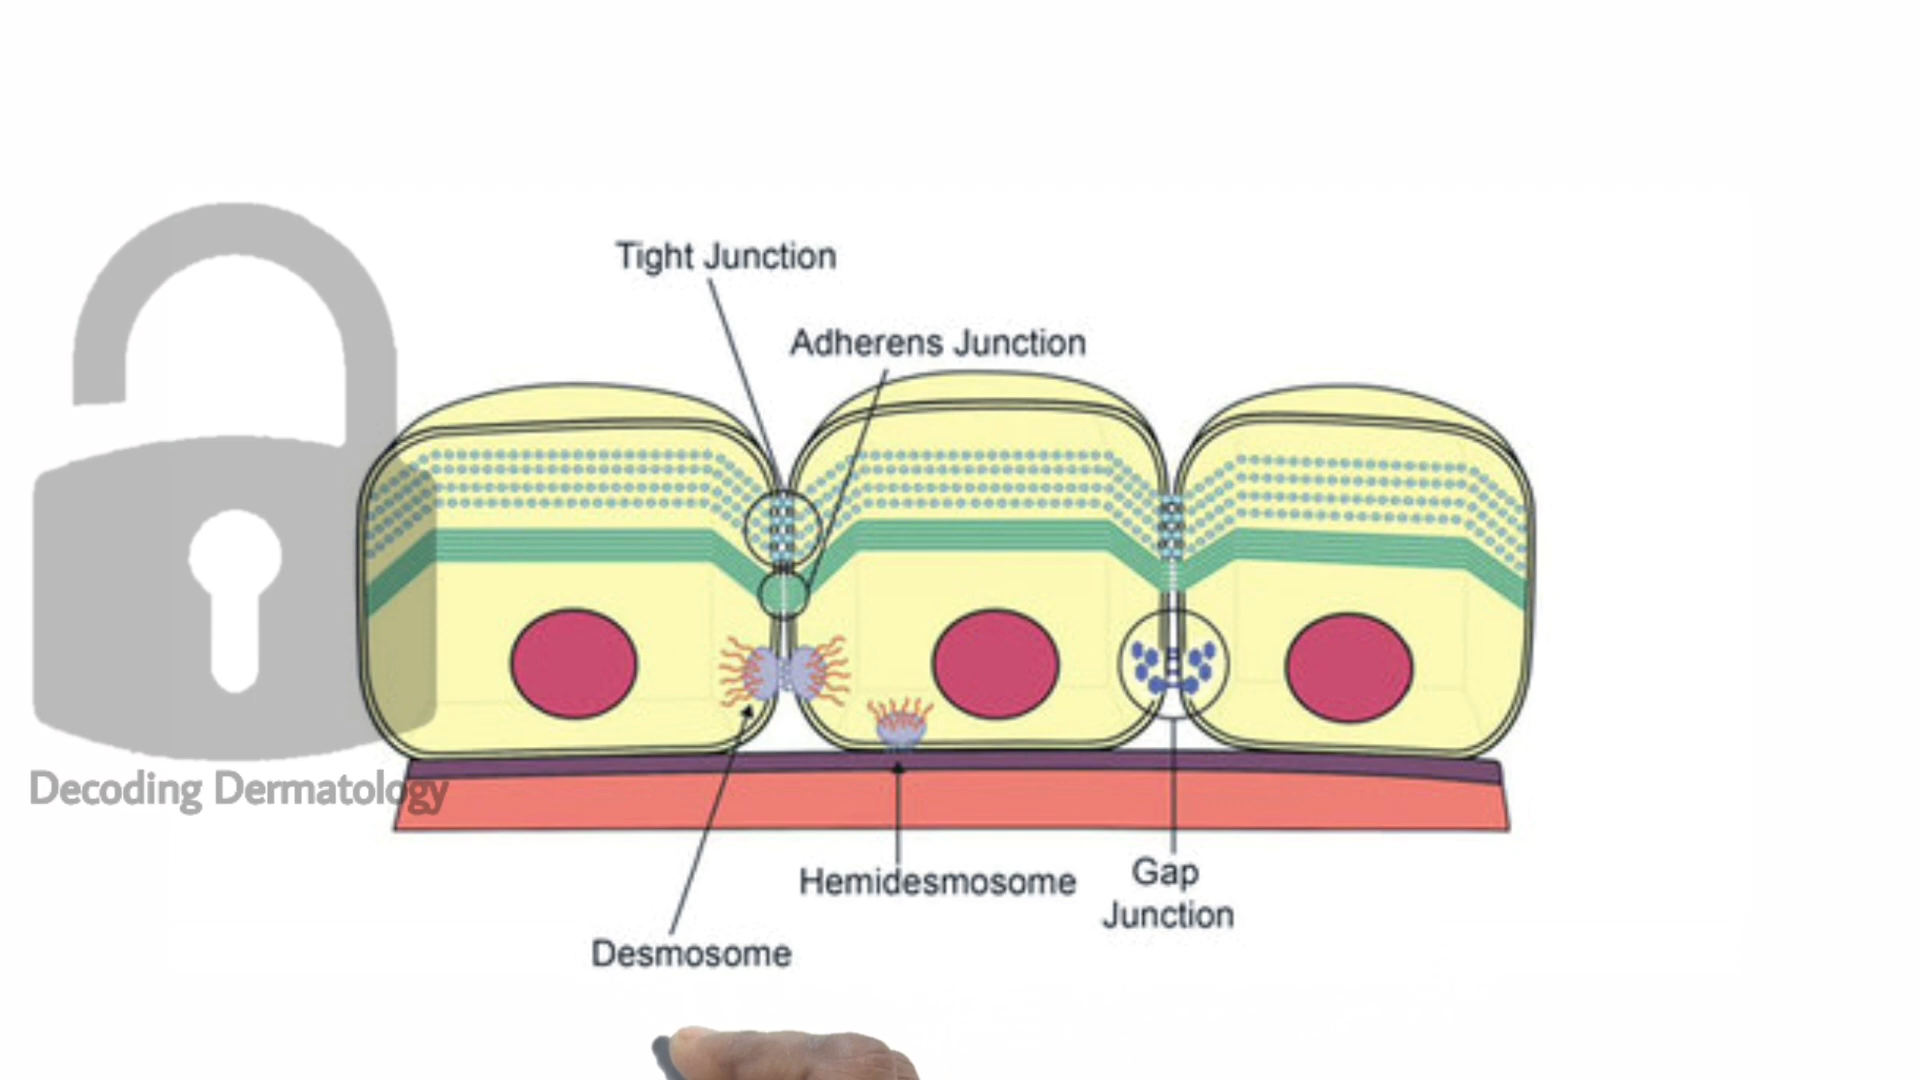 Tight Junction
Adherens Junction
Decoding Dermatology
Hemidesmosome
Gap
Junction
Desmosome